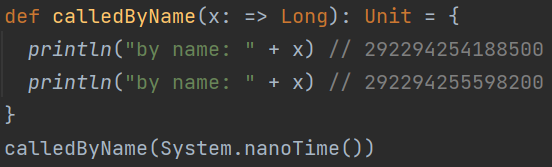 def calledByName(x: => Long): Unit = {
  println("by name: " + x) // 292294254188500
  println("by name: " + x) // 292294255598200
}
calledByName(System.nanoTime())